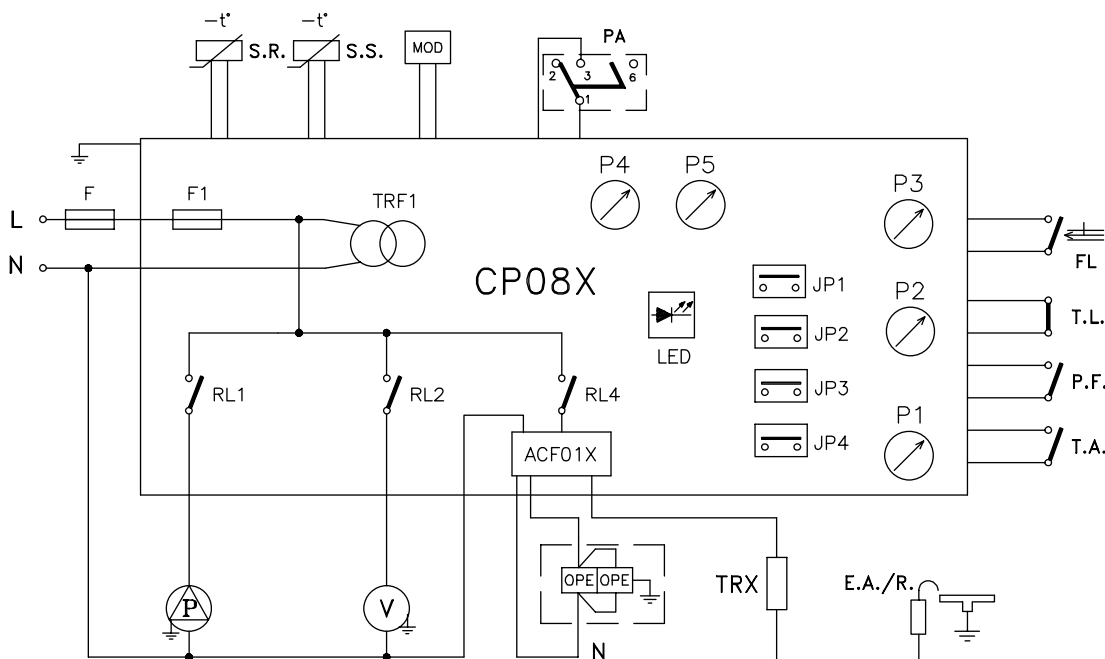 -t° -t° PA
S.R. S.S. MOD
2 3 6
1
P4 P5 P3
F F1 TRF1
L
N
FL
CP08X
JP1 P2
T.L.
JP2
LED
P.F.
RL1 RL2 RL4 JP3
P1
T.A.
ACF01X JP4
OPE OPE TRX E.A./R.
P V
N